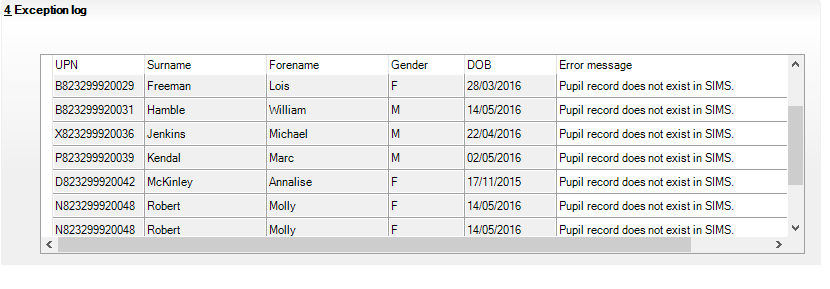 4 Exception log
UPN Surname Forename Gender DOB Error message
B823299920029 Freeman Lois F 28/03/2016 Pupil record does not exist in SIMS.
B823299920031 Hamble William M 14/05/2016 Pupil record does not exist in SIMS.
X823299920036 Jenkins Michael M 22/04/2016 Pupil record does not exist in SIMS.
P823299920039 Kendal Marc M 02/05/2016 Pupil record does not exist in SIMS.
D823299920042 McKinley Annalise F 17/11/2015 Pupil record does not exist in SIMS.
N823299920048 Robert Molly F 14/05/2016 Pupil record does not exist in SIMS.
N823299920048 Robert Molly F 14/05/2016 Pupil record does not exist in SIMS.